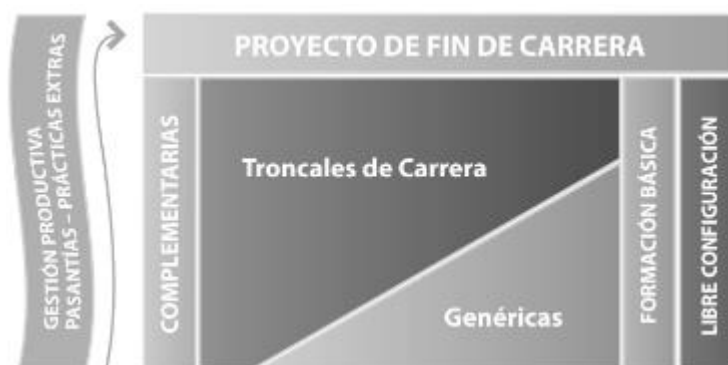 PROYECTO DE FIN DE CARRERA
GESTIÓN PRODUCTIVA
PASANTÍAS – PRÁCTICAS EXTRAS
COMPLEMENTARIAS
Troncales de Carrera
Genéricas
FORMACIÓN BÁSICA
LIBRE CONFIGURACIÓN